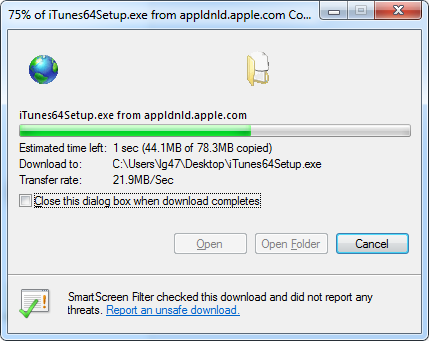 75% of iTunes64Setup.exe from appldnld.apple.com Co...
iTunes64Setup.exe from appldnld.apple.com
Estimated time left: 1 sec (44.1MB of 78.3MB copied)
Download to: C:\Users\lg47\Desktop\iTunes64Setup.exe
Transfer rate: 21.9MB/Sec
Close this dialog box when download completes
Open Open Folder Cancel
SmartScreen Filter checked this download and did not report any
threats. Report an unsafe download.